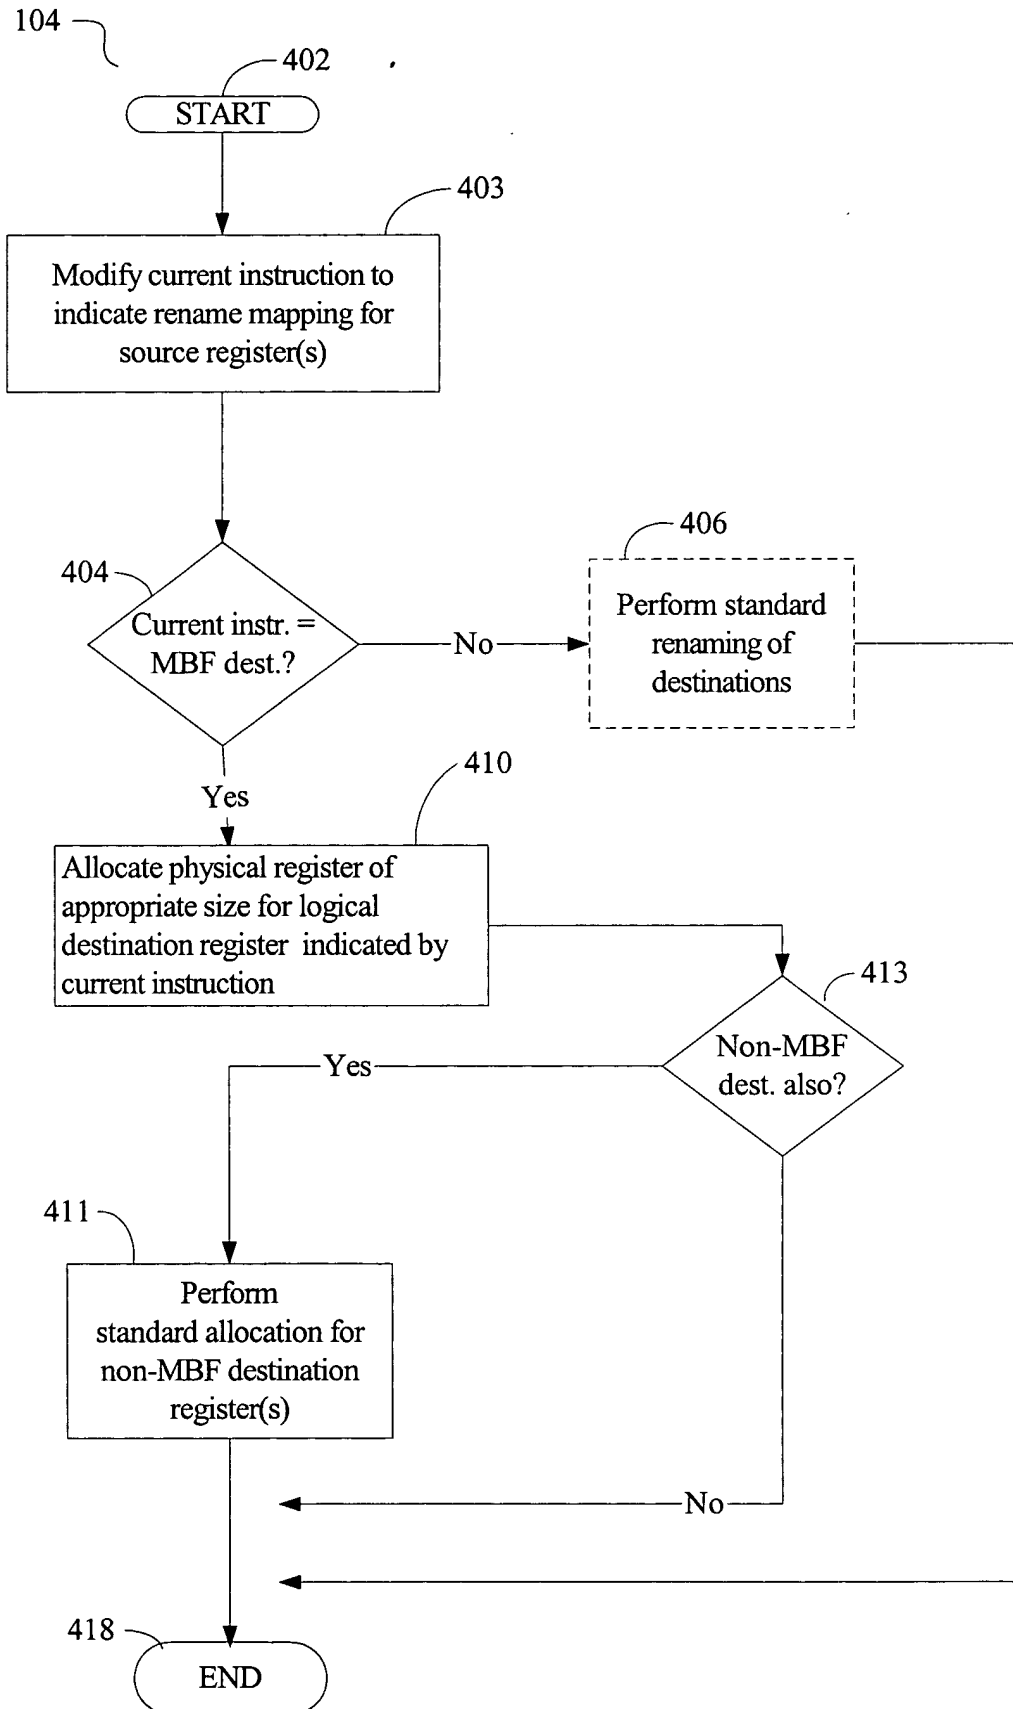 104
402
START
403
Modify current instruction to
indicate rename mapping for
source register(s)
404
Current instr. =
MBF dest.?
No
406
Perform standard
renaming of
destinations
Yes
410
Allocate physical register of
appropriate size for logical
destination register indicated by
current instruction
413
Non-MBF
dest. also?
Yes
411
Perform
standard allocation for
non-MBF destination
register(s)
No
418
END